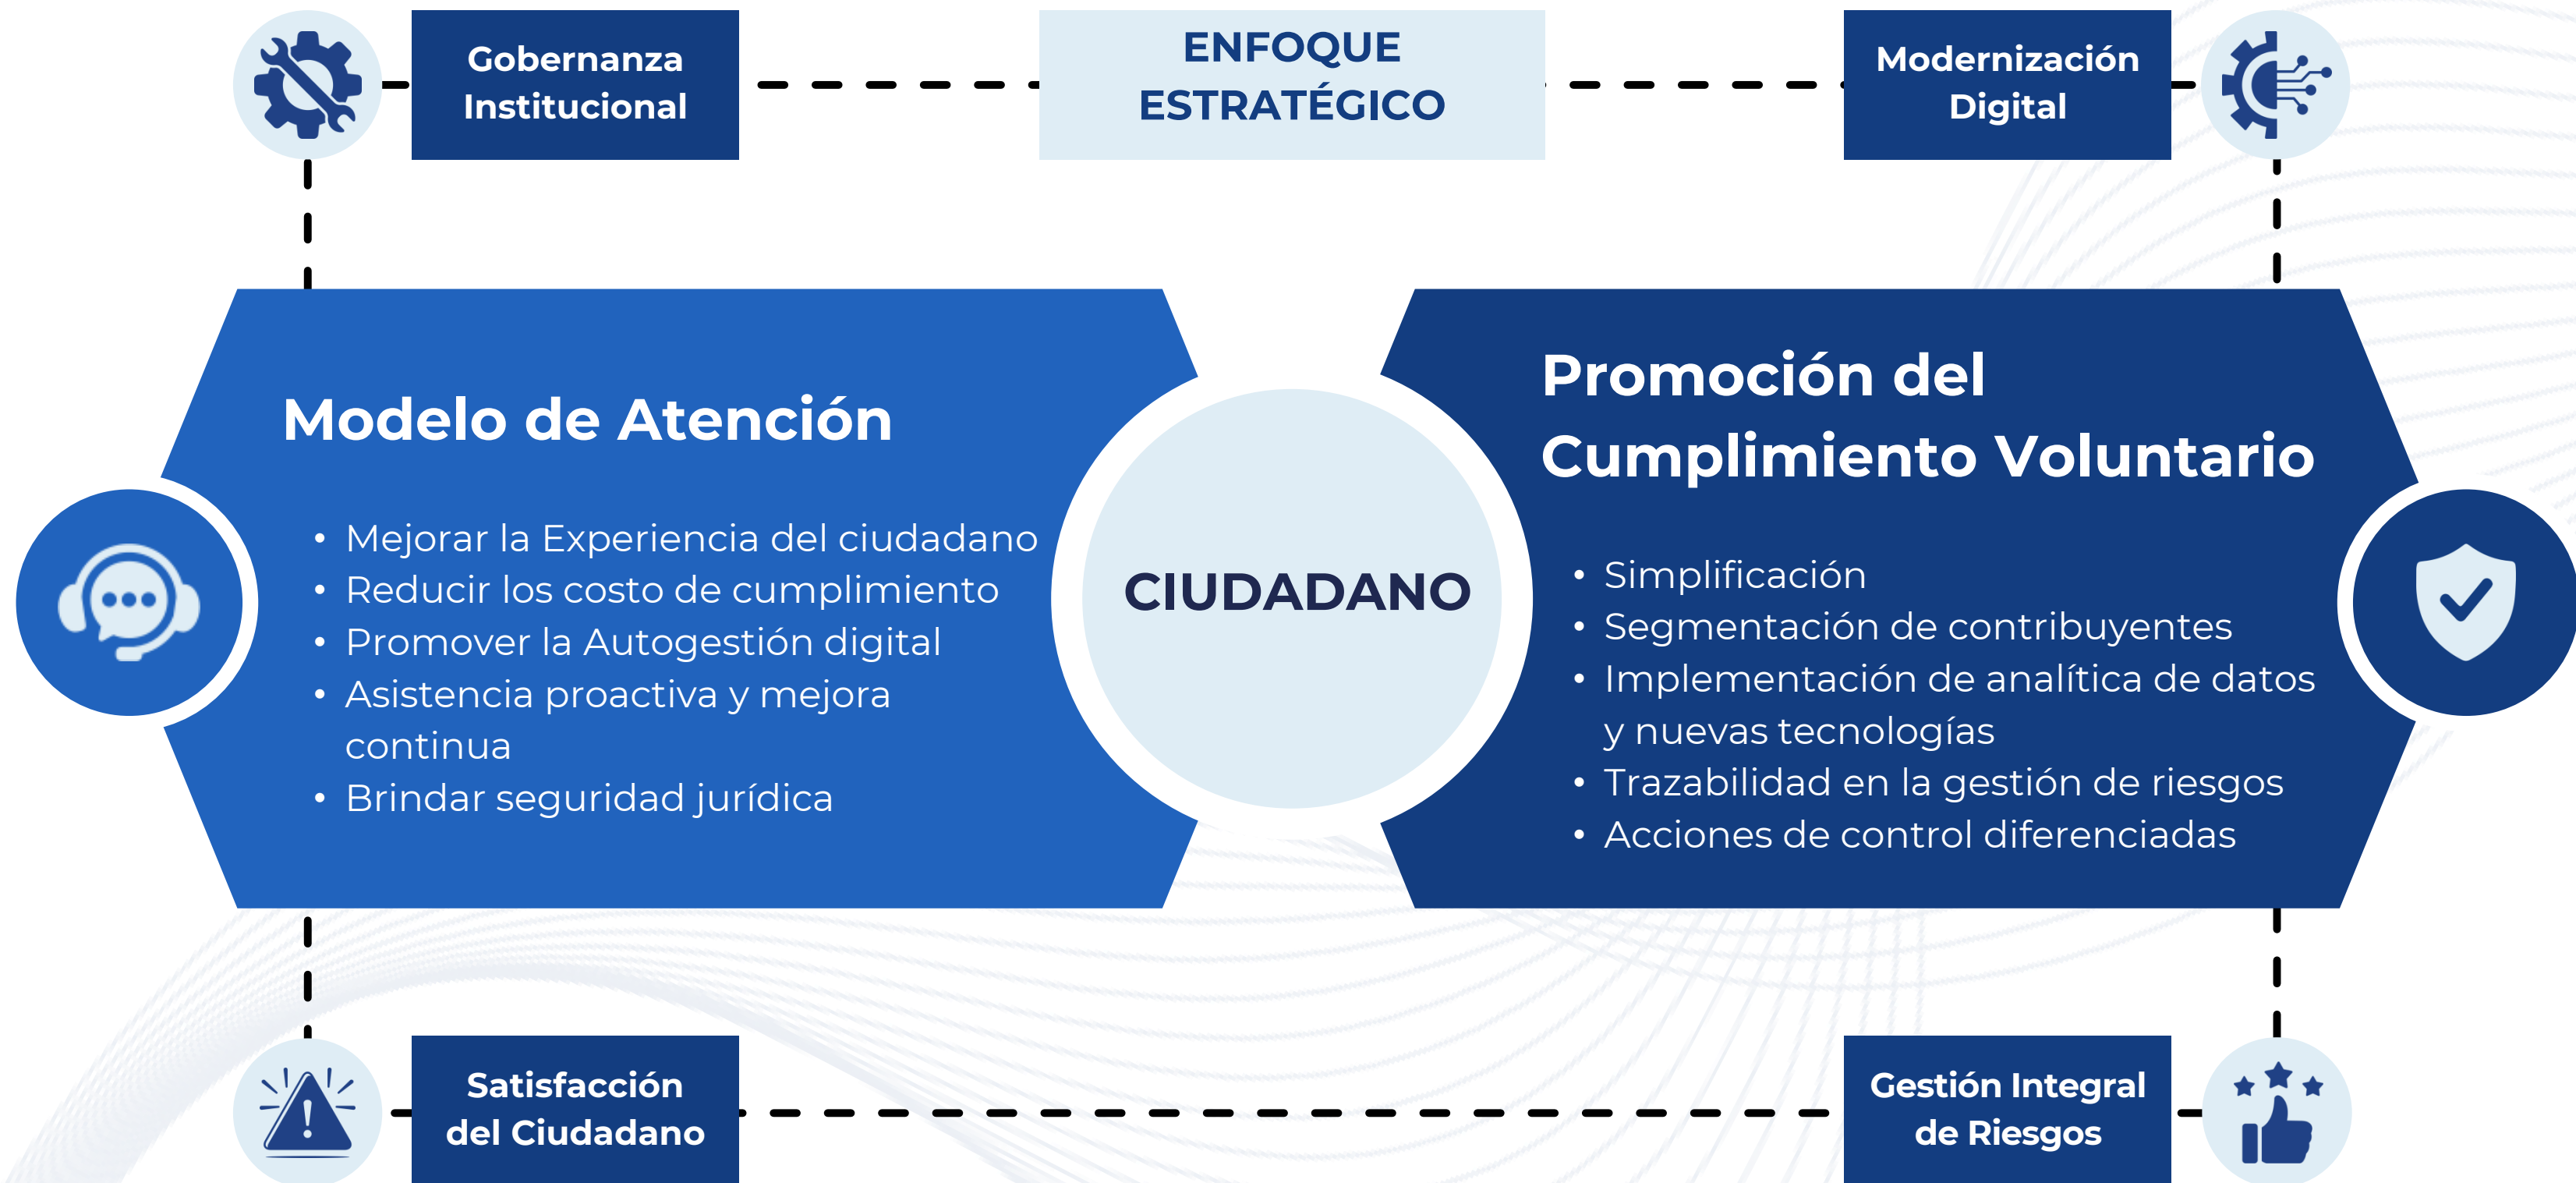 Gobernanza
Institucional
ENFOQUE
ESTRATÉGICO
Modernización
Digital
Modelo de Atención
• Mejorar la Experiencia del ciudadano
• Reducir los costo de cumplimiento
• Promover la Autogestión digital
• Asistencia proactiva y mejora
continua
• Brindar seguridad jurídica
CIUDADANO
Promoción del
Cumplimiento Voluntario
• Simplificación
• Segmentación de contribuyentes
• Implementación de analítica de datos
y nuevas tecnologías
• Trazabilidad en la gestión de riesgos
• Acciones de control diferenciadas
Satisfacción
del Ciudadano
Gestión Integral
de Riesgos